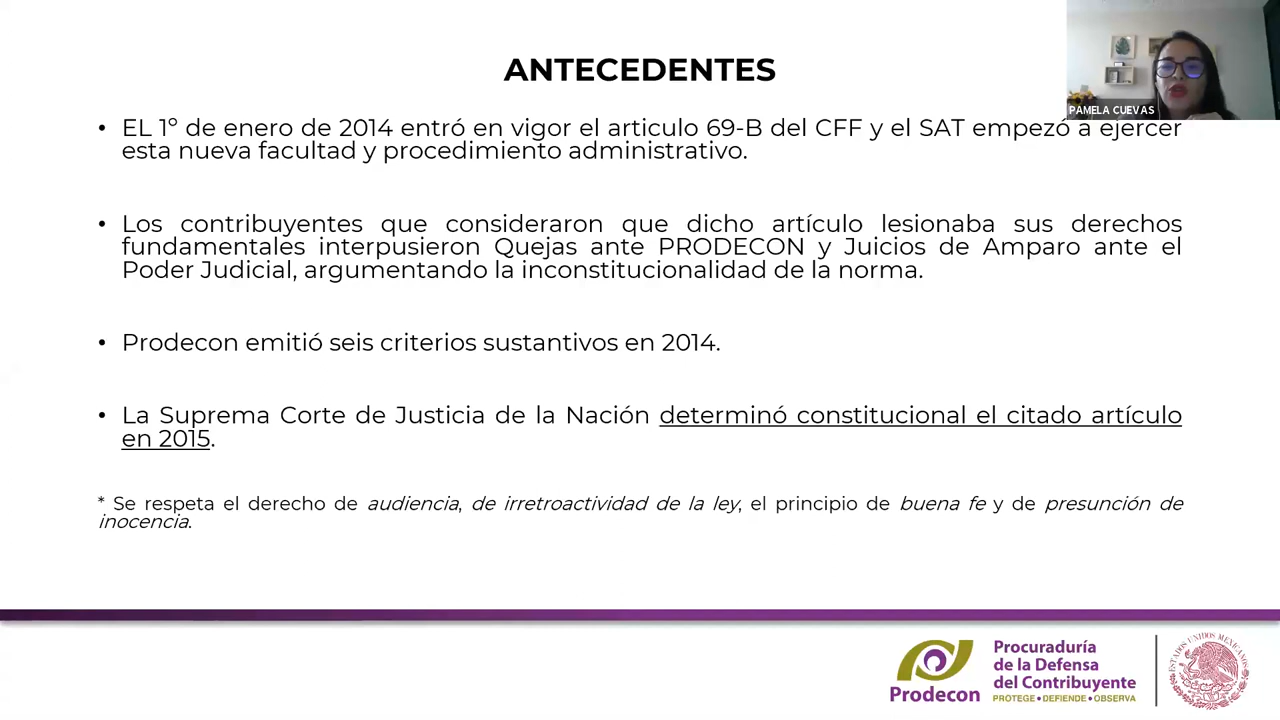 ANTECEDENTES
PAMELA CUEVAS
• EL 1º de enero de 2014 entró en vigor el articulo 69-B del CFF y el SAT empezó a ejercer
esta nueva facultad y procedimiento administrativo.
• Los contribuyentes que consideraron que dicho artículo lesionaba sus derechos
fundamentales interpusieron Quejas ante PRODECON y Juicios de Amparo ante el
Poder Judicial, argumentando la inconstitucionalidad de la norma.
• Prodecon emitió seis criterios sustantivos en 2014.
• La Suprema Corte de Justicia de la Nación determinó constitucional el citado artículo
en 2015.
* Se respeta el derecho de audiencia, de irretroactividad de la ley, el principio de buena fe y de presunción de
inocencia.
Prodecon
Procuraduría
de la Defensa
del Contribuyente
PROTEGE • DEFIENDE • OBSERVA
ESTADOS UNIDOS MEXICANOS